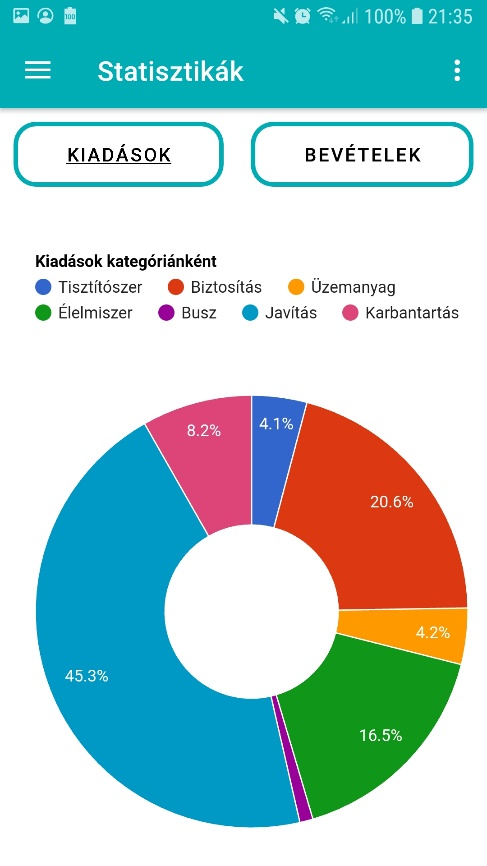 100 100% 21:35
Statisztikák
KIADÁSOK BEVÉTELEK
Kiadások kategóriánként
Tisztítószer Biztosítás Üzemanyag
Élelmiszer Busz Javítás Karbantartás
8.2% 4.1%
20.6%
4.2%
45.3%
16.5%